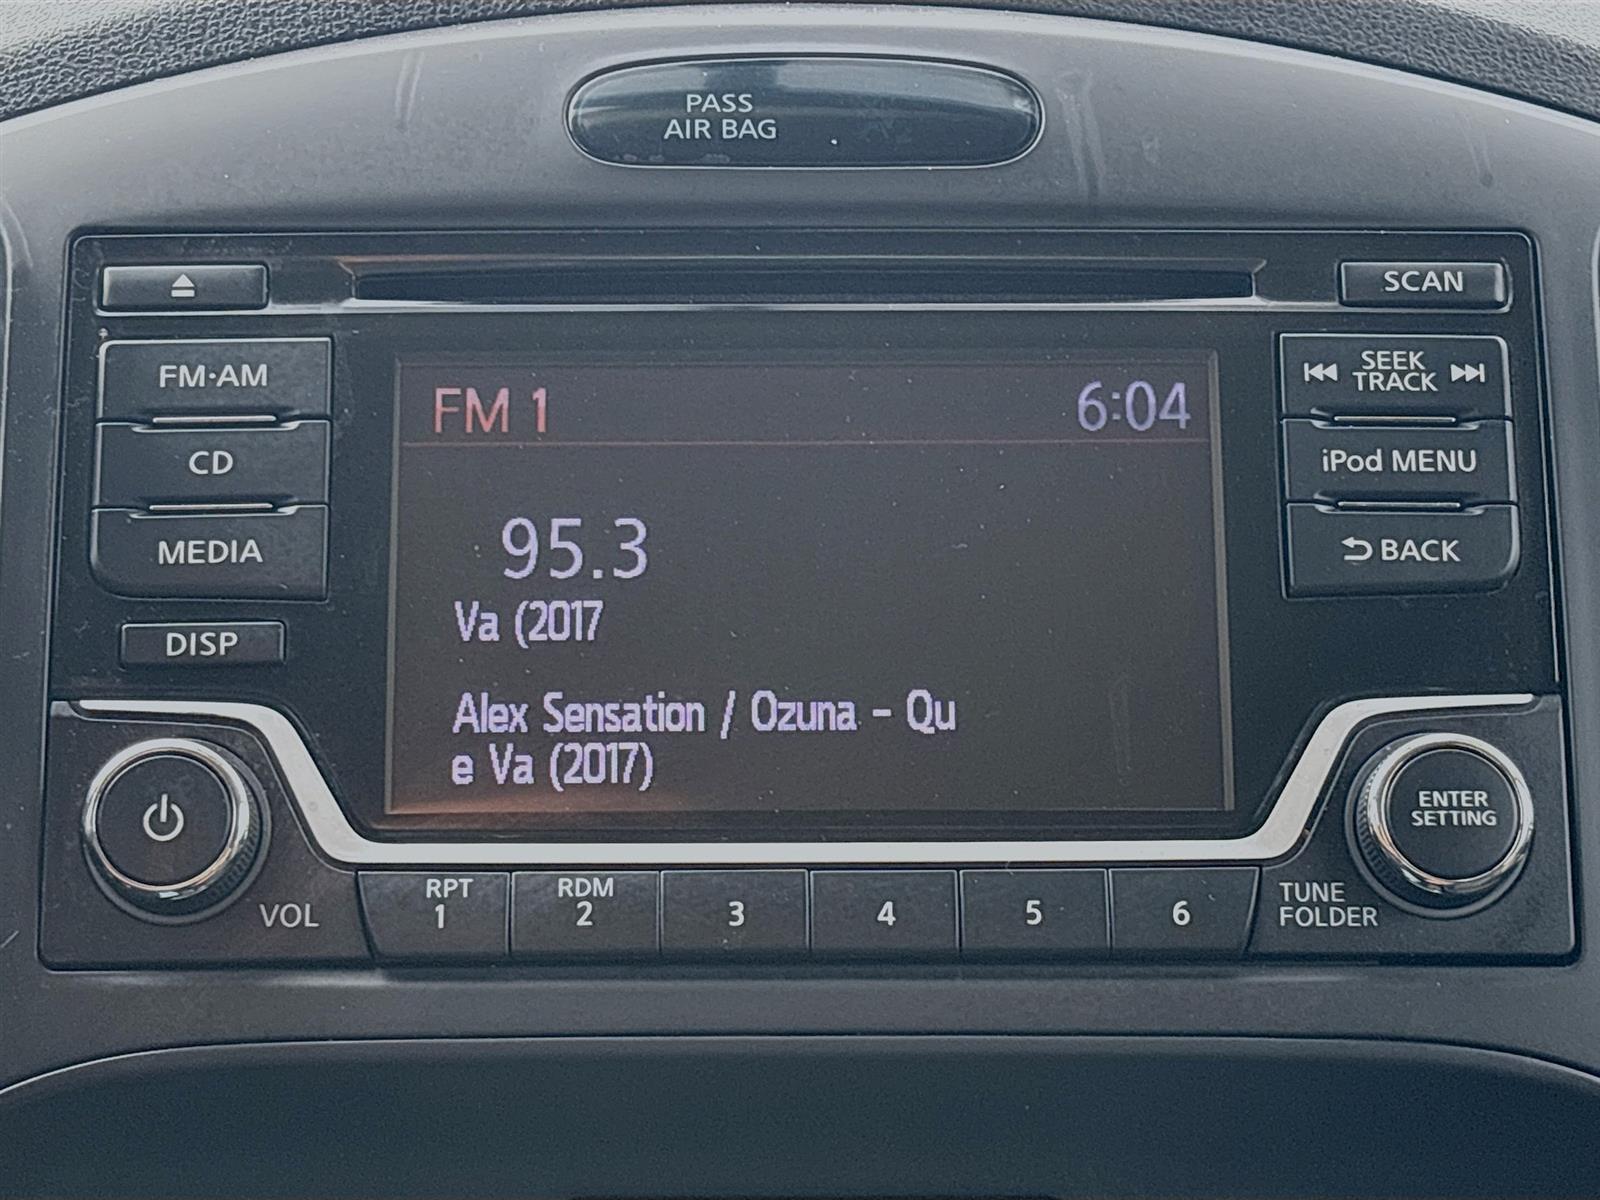 PASS
AIR BAG
SCAN
FM·AM
CD
MEDIA
DISP
FM 1 6:04
95.3
Va (2017
Alex Sensation / Ozuna - Qu
e Va (2017)
SEEK
TRACK
iPod MENU
BACK
VOL
RPT
1
RDM
2
3
4
5
6
TUNE
FOLDER
ENTER
SETTING